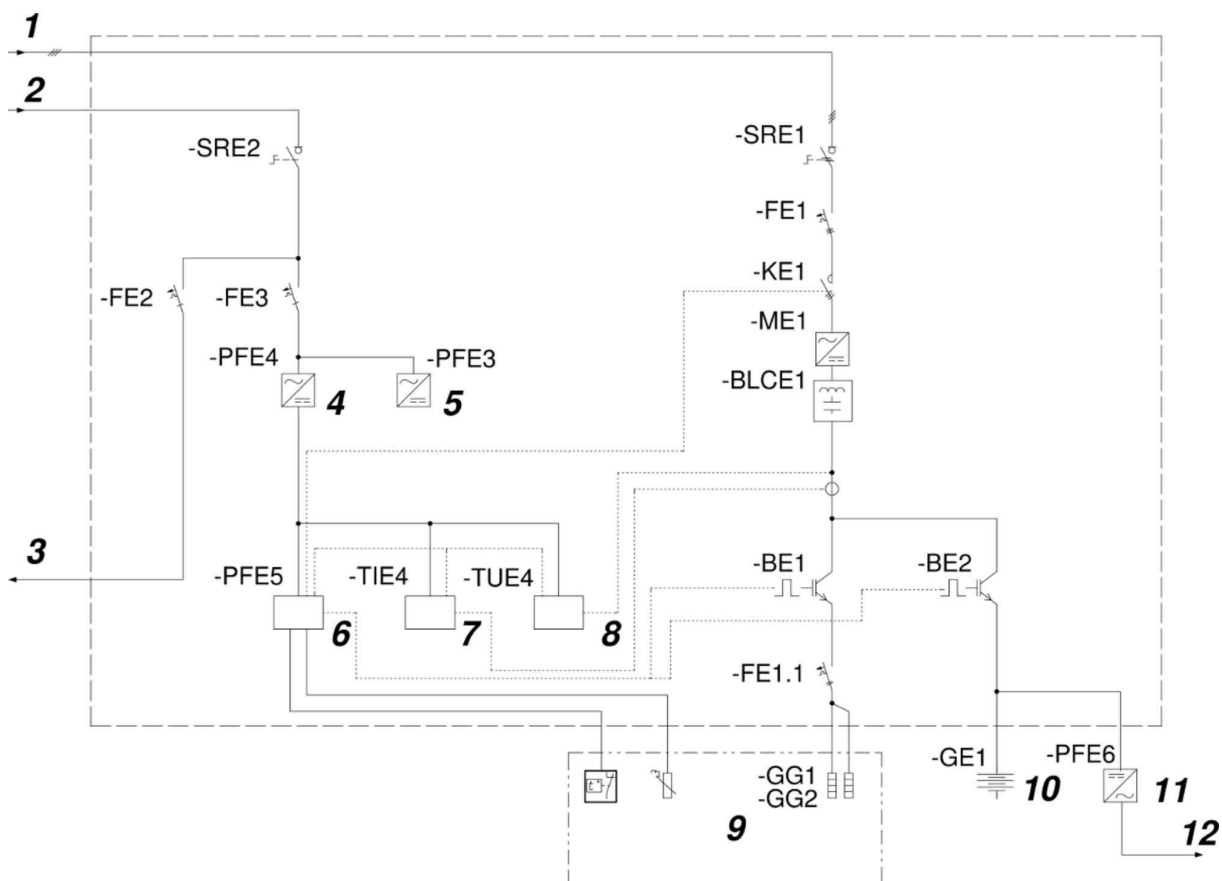 1
2
-SRE2
-SRE1
-FE1
-KE1
-FE2
-FE3
-ME1
-PFE4
-PFE3
-BLCE1
4
5
3
-PFE5
-TIE4
-TUE4
-BE1
-BE2
6
7
8
-FE1.1
-GE1
-PFE6
-GG1
-GG2
9
10
11
12